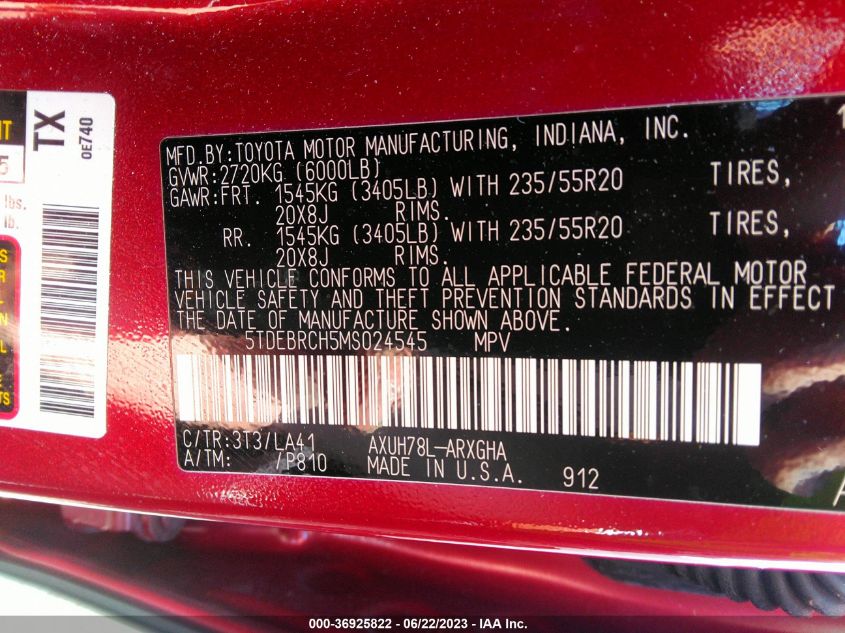 TX
0E740
lbs.
lb.
MFD.BY:TOYOTA MOTOR MANUFACTURING, INDIANA, INC.
GVWR:2720KG (6000LB)
GAWR:FRT. 1545KG (3405LB) WITH 235/55R20 TIRES,
20X8J RIMS.
RR. 1545KG (3405LB) WITH 235/55R20 TIRES,
20X8J RIMS.
THIS VEHICLE CONFORMS TO ALL APPLICABLE FEDERAL MOTOR
VEHICLE SAFETY AND THEFT PREVENTION STANDARDS IN EFFECT
THE DATE OF MANUFACTURE SHOWN ABOVE.
5TDEBRCH5MS024545 MPV
C/TR:3T3/LA41 AXUH78L-ARXGHA
A/TM: /P810 MADE IN U.S.A. 912
000-36925822 - 06/22/2023 - IAA Inc.